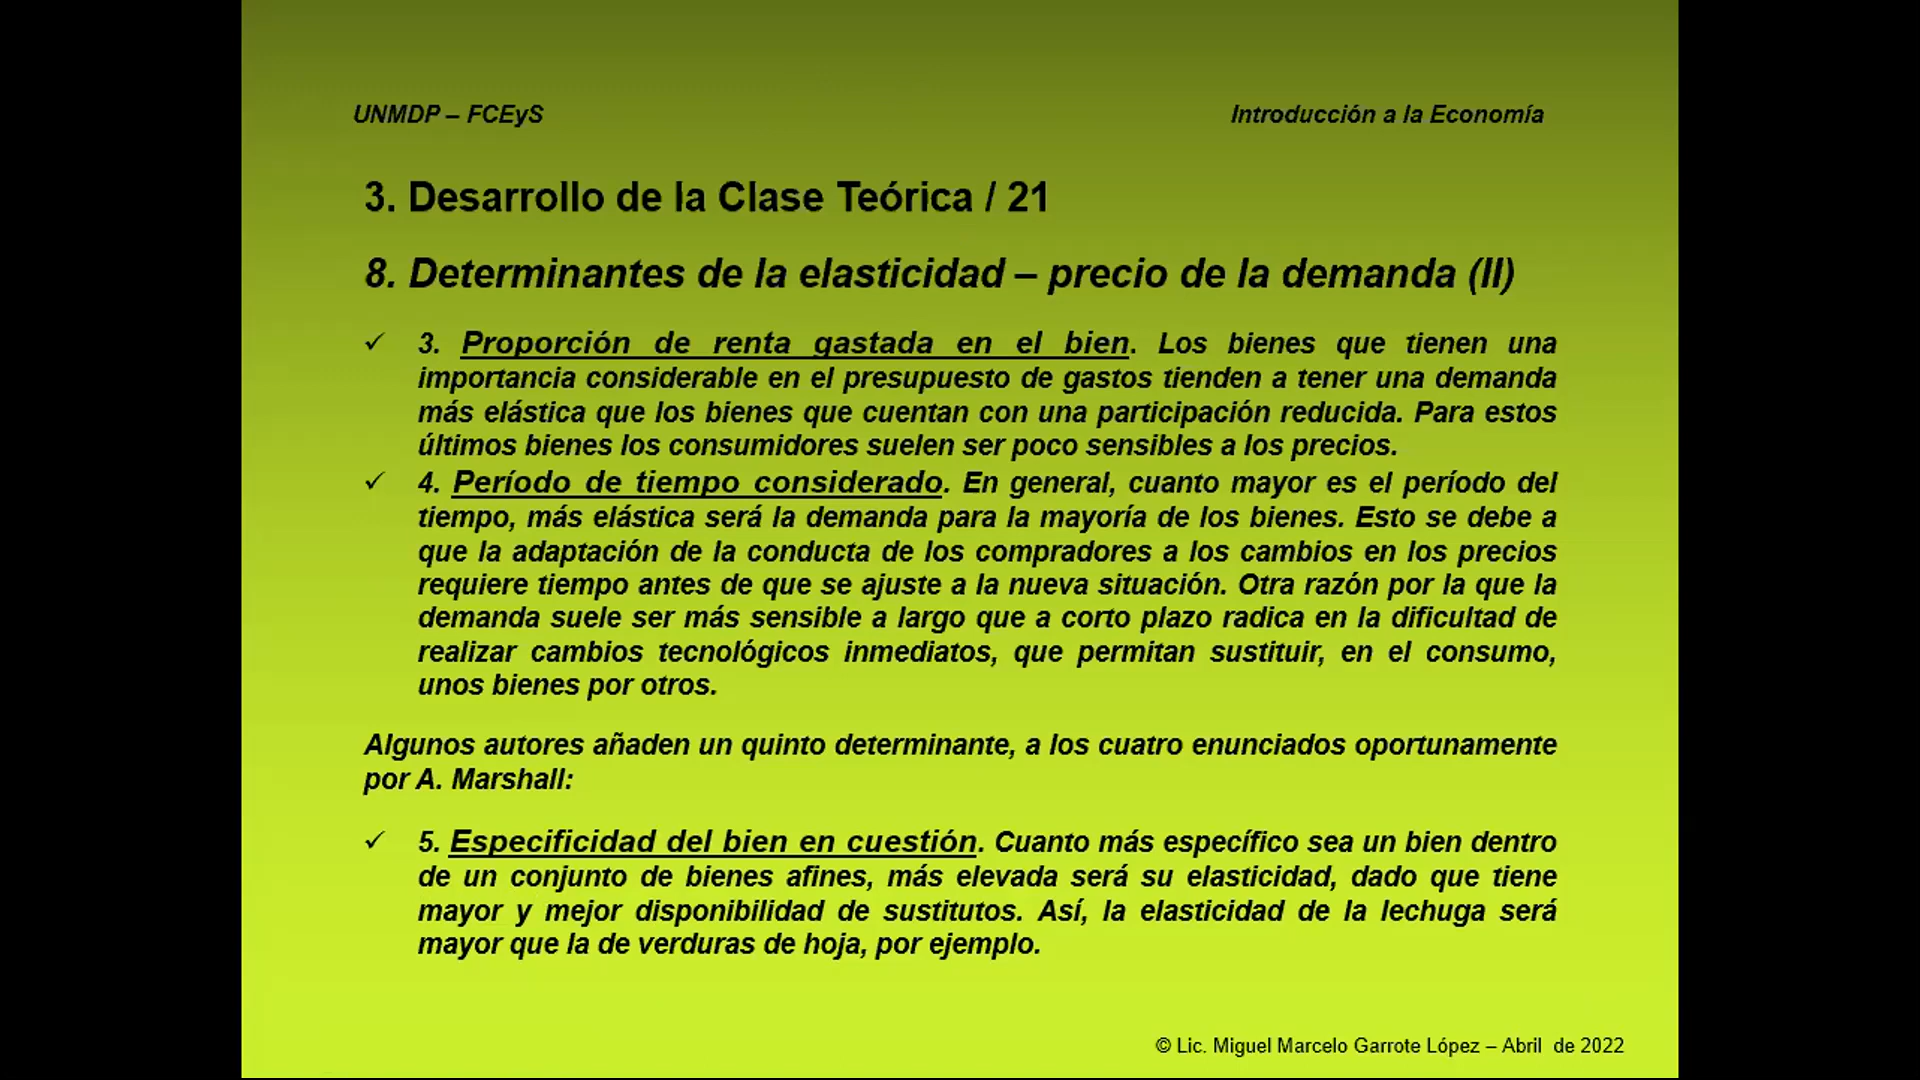 UNMDP – FCEyS
Introducción a la Economía
3. Desarrollo de la Clase Teórica / 21
8. Determinantes de la elasticidad – precio de la demanda (II)
✓ 3. Proporción de renta gastada en el bien. Los bienes que tienen una
importancia considerable en el presupuesto de gastos tienden a tener una demanda
más elástica que los bienes que cuentan con una participación reducida. Para estos
últimos bienes los consumidores suelen ser poco sensibles a los precios.
✓ 4. Período de tiempo considerado. En general, cuanto mayor es el período del
tiempo, más elástica será la demanda para la mayoría de los bienes. Esto se debe a
que la adaptación de la conducta de los compradores a los cambios en los precios
requiere tiempo antes de que se ajuste a la nueva situación. Otra razón por la que la
demanda suele ser más sensible a largo que a corto plazo radica en la dificultad de
realizar cambios tecnológicos inmediatos, que permitan sustituir, en el consumo,
unos bienes por otros.
Algunos autores añaden un quinto determinante, a los cuatro enunciados oportunamente
por A. Marshall:
✓ 5. Especificidad del bien en cuestión. Cuanto más específico sea un bien dentro
de un conjunto de bienes afines, más elevada será su elasticidad, dado que tiene
mayor y mejor disponibilidad de sustitutos. Así, la elasticidad de la lechuga será
mayor que la de verduras de hoja, por ejemplo.
© Lic. Miguel Marcelo Garrote López – Abril de 2022